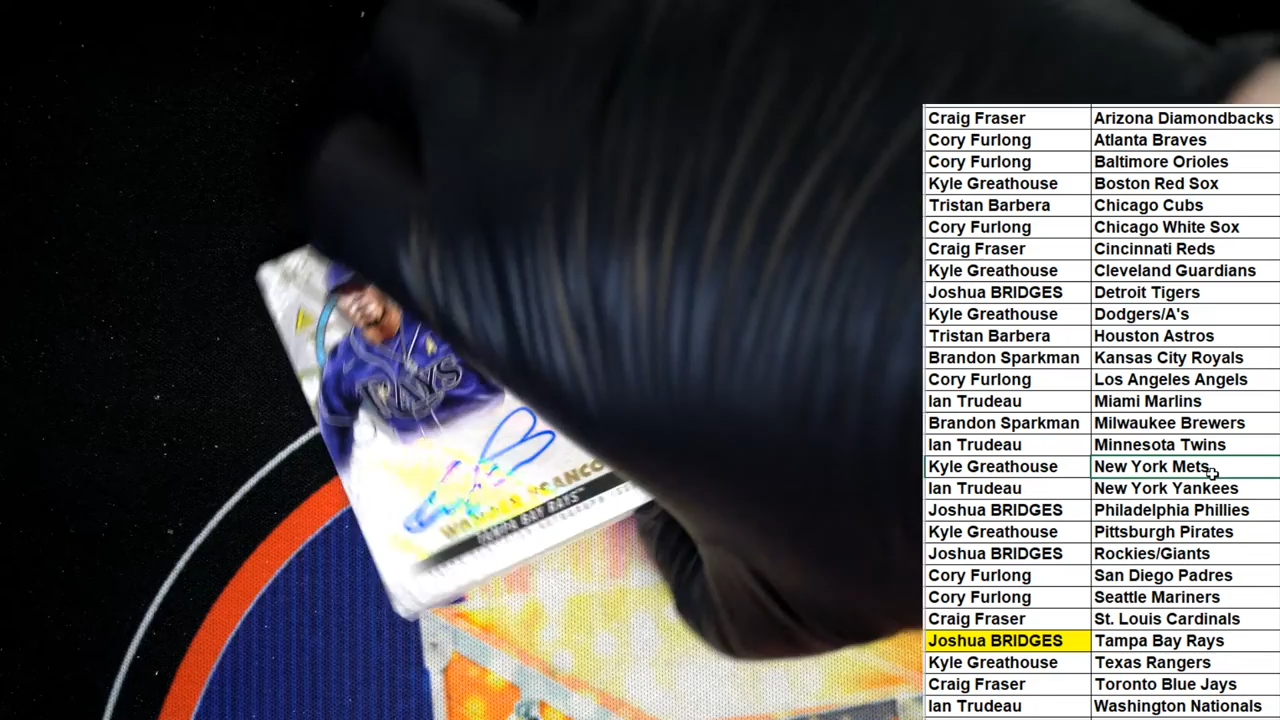 RAYS
WANDER FRANCO
TAMPA BAY RAYS™
Craig Fraser Arizona Diamondbacks
Cory Furlong Atlanta Braves
Cory Furlong Baltimore Orioles
Kyle Greathouse Boston Red Sox
Tristan Barbera Chicago Cubs
Cory Furlong Chicago White Sox
Craig Fraser Cincinnati Reds
Kyle Greathouse Cleveland Guardians
Joshua BRIDGES Detroit Tigers
Kyle Greathouse Dodgers/A's
Tristan Barbera Houston Astros
Brandon Sparkman Kansas City Royals
Cory Furlong Los Angeles Angels
Ian Trudeau Miami Marlins
Brandon Sparkman Milwaukee Brewers
Ian Trudeau Minnesota Twins
Kyle Greathouse New York Mets
Ian Trudeau New York Yankees
Joshua BRIDGES Philadelphia Phillies
Kyle Greathouse Pittsburgh Pirates
Joshua BRIDGES Rockies/Giants
Cory Furlong San Diego Padres
Cory Furlong Seattle Mariners
Craig Fraser St. Louis Cardinals
Joshua BRIDGES Tampa Bay Rays
Kyle Greathouse Texas Rangers
Craig Fraser Toronto Blue Jays
Ian Trudeau Washington Nationals